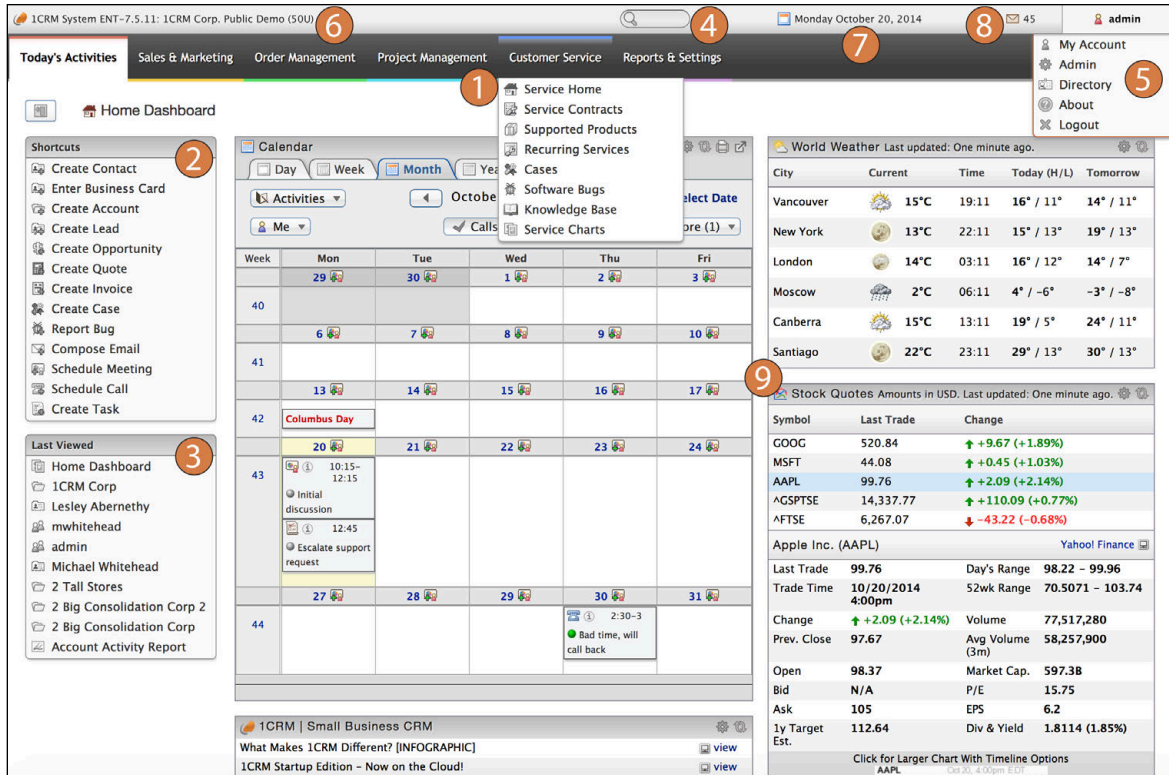 1CRM System ENT-7.5.11: 1CRM Corp. Public Demo (50U)
6
4
Monday October 20, 2014
7
8
45
admin
Today's Activities
Sales & Marketing
Order Management
Project Management
Customer Service
Reports & Settings
1
Service Home
Service Contracts
Supported Products
Recurring Services
Cases
Software Bugs
Knowledge Base
Service Charts
My Account
Admin
Directory
About
Logout
5
Home Dashboard
Shortcuts
2
Create Contact
Enter Business Card
Create Account
Create Lead
Create Opportunity
Create Quote
Create Invoice
Create Case
Report Bug
Compose Email
Schedule Meeting
Schedule Call
Create Task
Last Viewed
3
Home Dashboard
1CRM Corp
Lesley Abernethy
mwhitehead
admin
Michael Whitehead
2 Tall Stores
2 Big Consolidation Corp 2
2 Big Consolidation Corp
Account Activity Report
Calendar
Day
Week
Month
Yea
Activities
Octobe
elect Date
Me
Calls
ore (1)
Week Mon Tue Wed Thu Fri
29 30 1 2 3
40
6 7 8 9 10
41
13 14 15 16 17
42 Columbus Day
20 21 22 23 24
43
10:15-
12:15
Initial
discussion
12:45
Escalate support
request
27 28 29 30 31
44
2:30-3
Bad time, will
call back
1CRM | Small Business CRM
What Makes 1CRM Different? [INFOGRAPHIC] view
1CRM Startup Edition - Now on the Cloud! view
World Weather Last updated: One minute ago.
City Current Time Today (H/L) Tomorrow
Vancouver 15°C 19:11 16° / 11° 14° / 11°
New York 13°C 22:11 15° / 13° 19° / 13°
London 14°C 03:11 16° / 12° 14° / 7°
Moscow 2°C 06:11 4° / -6° -3° / -8°
Canberra 15°C 13:11 19° / 5° 24° / 11°
Santiago 22°C 23:11 29° / 13° 30° / 13°
9
Stock Quotes Amounts in USD. Last updated: One minute ago.
Symbol Last Trade Change
GOOG 520.84 +9.67 (+1.89%)
MSFT 44.08 +0.45 (+1.03%)
AAPL 99.76 +2.09 (+2.14%)
^GSPTSE 14,337.77 +110.09 (+0.77%)
^FTSE 6,267.07 -43.22 (-0.68%)
Apple Inc. (AAPL) Yahoo! Finance
Last Trade 99.76 Day's Range 98.22 - 99.96
Trade Time 10/20/2014 52wk Range 70.5071 - 103.74
4:00pm
Change +2.09 (+2.14%) Volume 77,517,280
Prev. Close 97.67 Avg Volume 58,257,900
(3m)
Open 98.37 Market Cap. 597.3B
Bid N/A P/E 15.75
Ask 105 EPS 6.2
1y Target 112.64 Div & Yield 1.8114 (1.85%)
Est.
Click for Larger Chart With Timeline Options
AAPL Oct 20, 4:00pm EDT